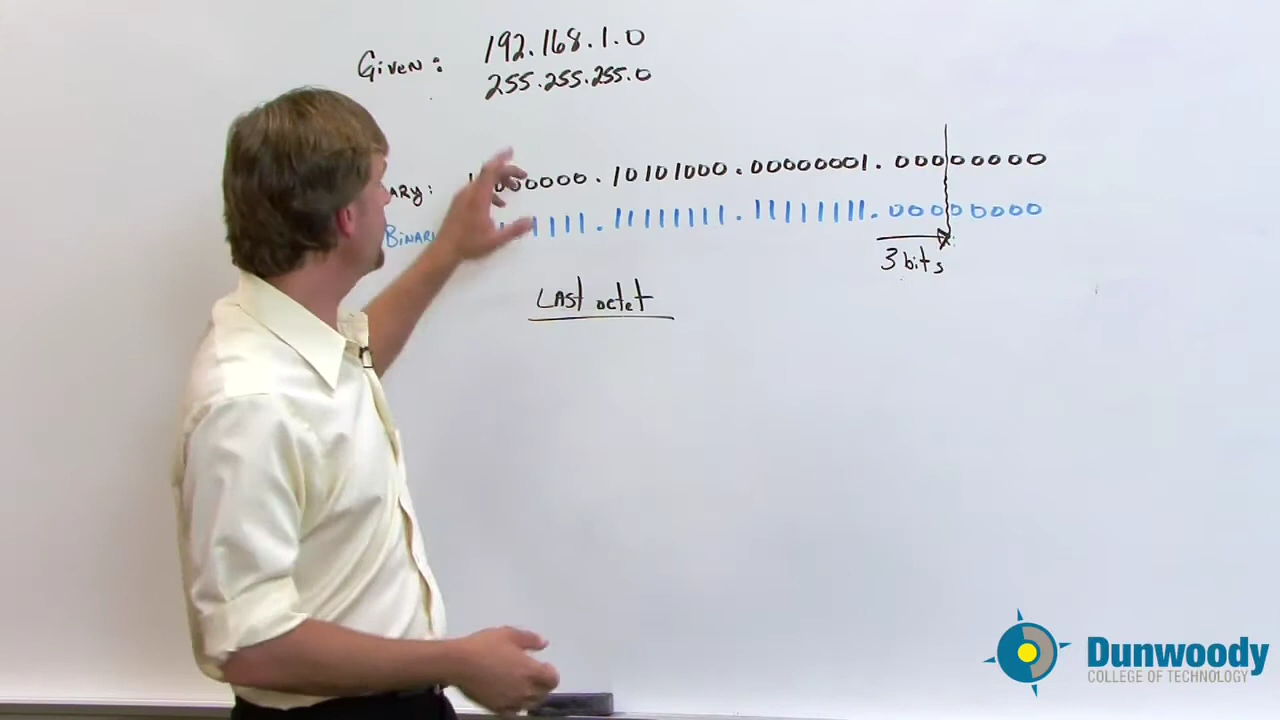 Given: 192.168.1.0
255.255.255.0
000000.10101000.00000001.00000000
1111.11111111.11111111.00000000
3 bits
LAST octet
Dunwoody
COLLEGE OF TECHNOLOGY